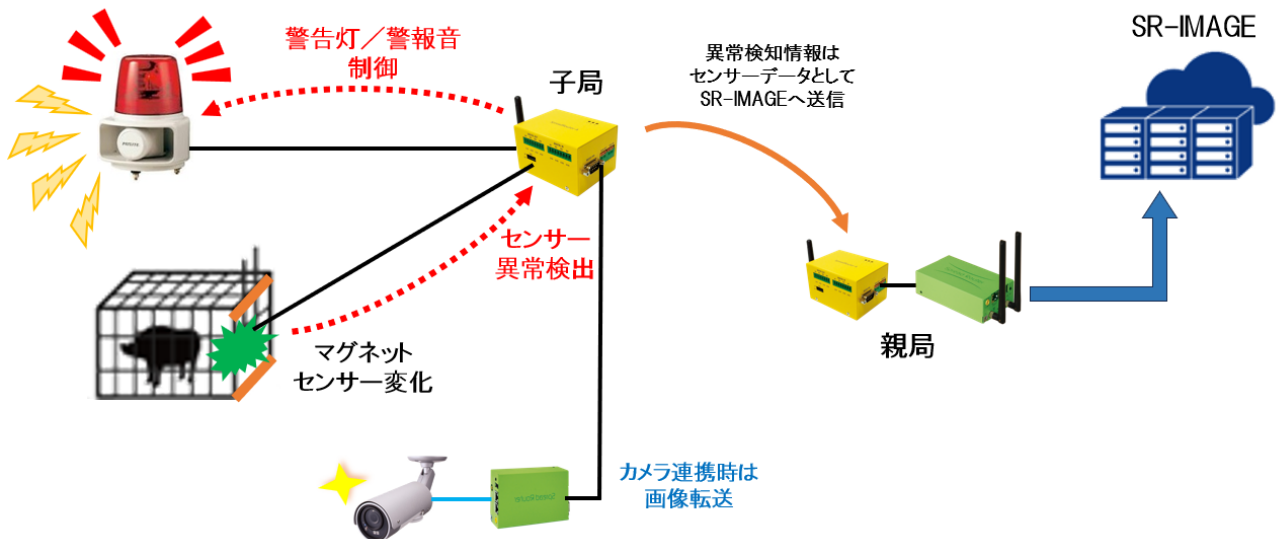 警告灯／警報音
制御
子局
異常検知情報は
センサーデータとして
SR-IMAGEへ送信
SR-IMAGE
センサー
異常検出
マグネット
センサー変化
親局
カメラ連携時は
画像転送